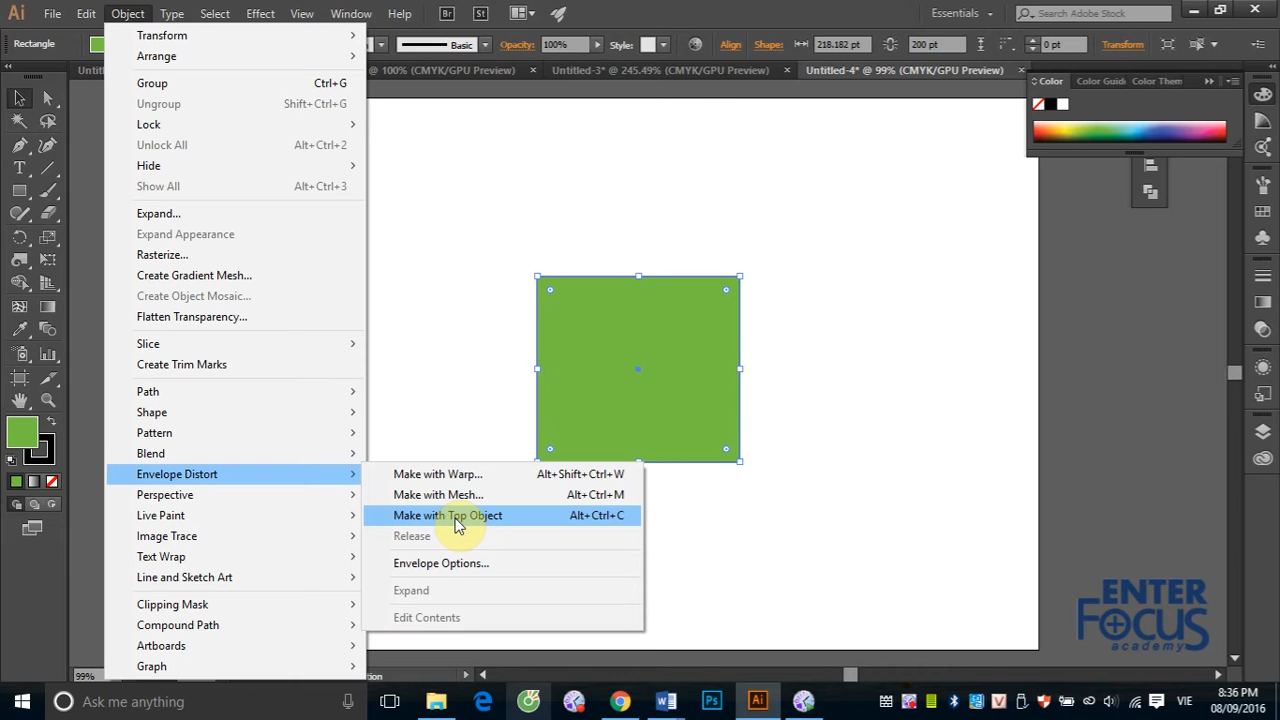 Ai File Edit Object Type Select Effect View Window Help Br St Essentials Search Adobe Stock
Rectangle Basic Opacity: 100% Style: Align Shape: 218.182 pt 200 pt 0 pt Transform
@ 100% (CMYK/GPU Preview) × Untitled-3* @ 245.49% (CMYK/GPU Preview) × Untitled-4* @ 99% (CMYK/GPU Preview) ×
Color Color Guid Color Them
Transform
Arrange
Group Ctrl+G
Ungroup Shift+Ctrl+G
Lock
Unlock All Alt+Ctrl+2
Hide
Show All Alt+Ctrl+3
Expand...
Expand Appearance
Rasterize...
Create Gradient Mesh...
Create Object Mosaic...
Flatten Transparency...
Slice
Create Trim Marks
Path
Shape
Pattern
Blend
Envelope Distort
Perspective
Live Paint
Image Trace
Text Wrap
Line and Sketch Art
Clipping Mask
Compound Path
Artboards
Graph
Make with Warp... Alt+Shift+Ctrl+W
Make with Mesh... Alt+Ctrl+M
Make with Top Object Alt+Ctrl+C
Release
Envelope Options...
Expand
Edit Contents
ENTER
FOCUS
academy
99%
Ask me anything
Ps Ai
VIE
8:36 PM
08/09/2016